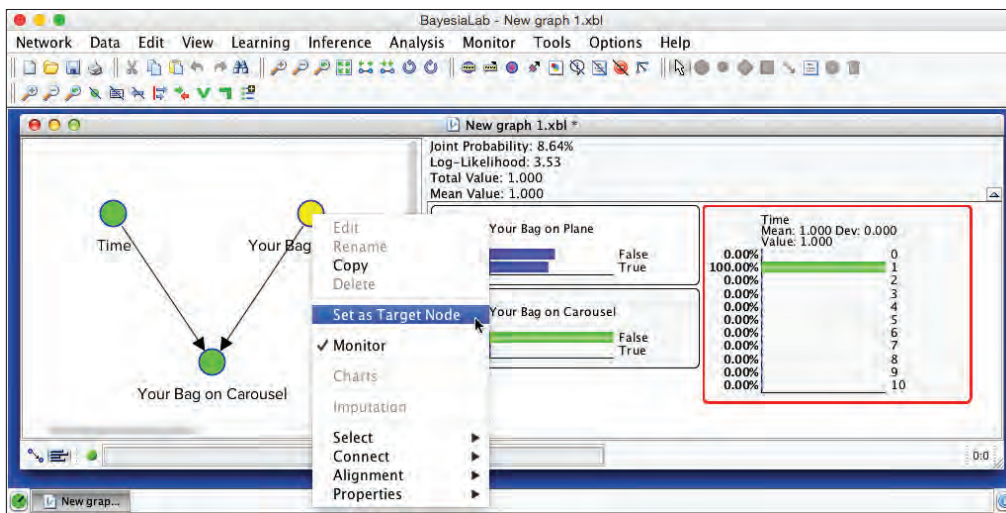 BayesiaLab - New graph 1.xbl
Network Data Edit View Learning Inference Analysis Monitor Tools Options Help
New graph 1.xbl *
Joint Probability: 8.64%
Log-Likelihood: 3.53
Total Value: 1.000
Mean Value: 1.000
Time
Your Bag
Your Bag on Carousel
Edit
Rename
Copy
Delete
Set as Target Node
✓ Monitor
Charts
Imputation
Select
Connect
Alignment
Properties
Your Bag on Plane
False
True
Your Bag on Carousel
False
True
Time
Mean: 1.000 Dev: 0.000
Value: 1.000
0.00% 0
100.00% 1
0.00% 2
0.00% 3
0.00% 4
0.00% 5
0.00% 6
0.00% 7
0.00% 8
0.00% 9
0.00% 10
0:0
New grap...